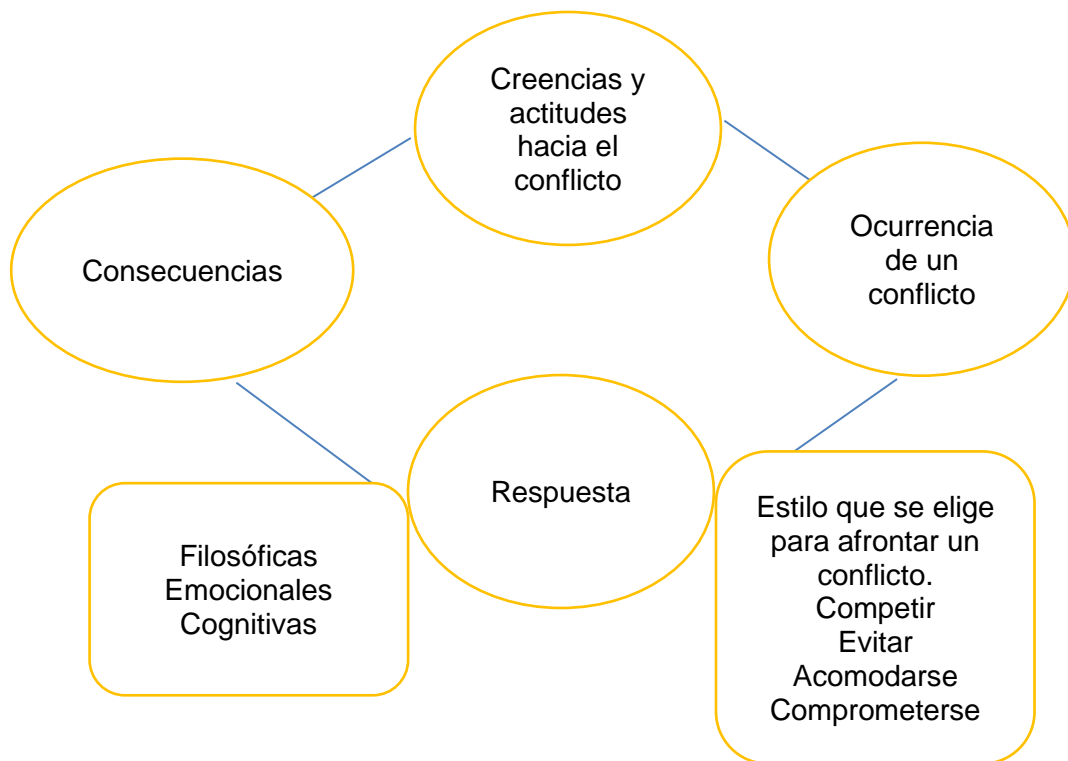 Creencias y
actitudes
hacia el
conflicto
Ocurrencia
de un
conflicto
Consecuencias
Respuesta
Filosóficas
Emocionales
Cognitivas
Estilo que se elige
para afrontar un
conflicto.
Competir
Evitar
Acomodarse
Comprometerse